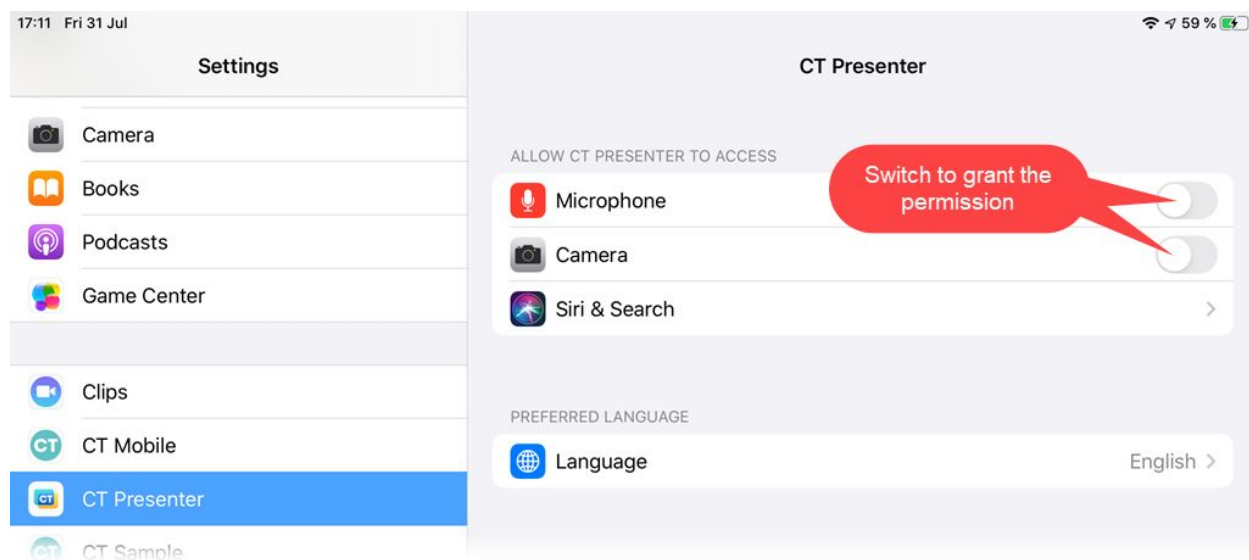 17:11 Fri 31 Jul
59 %
Settings
Camera
Books
Podcasts
Game Center
Clips
CT Mobile
CT Presenter
CT Sample
CT Presenter
ALLOW CT PRESENTER TO ACCESS
Microphone
Camera
Siri & Search
Switch to grant the
permission
PREFERRED LANGUAGE
Language
English
CT
CT
CT